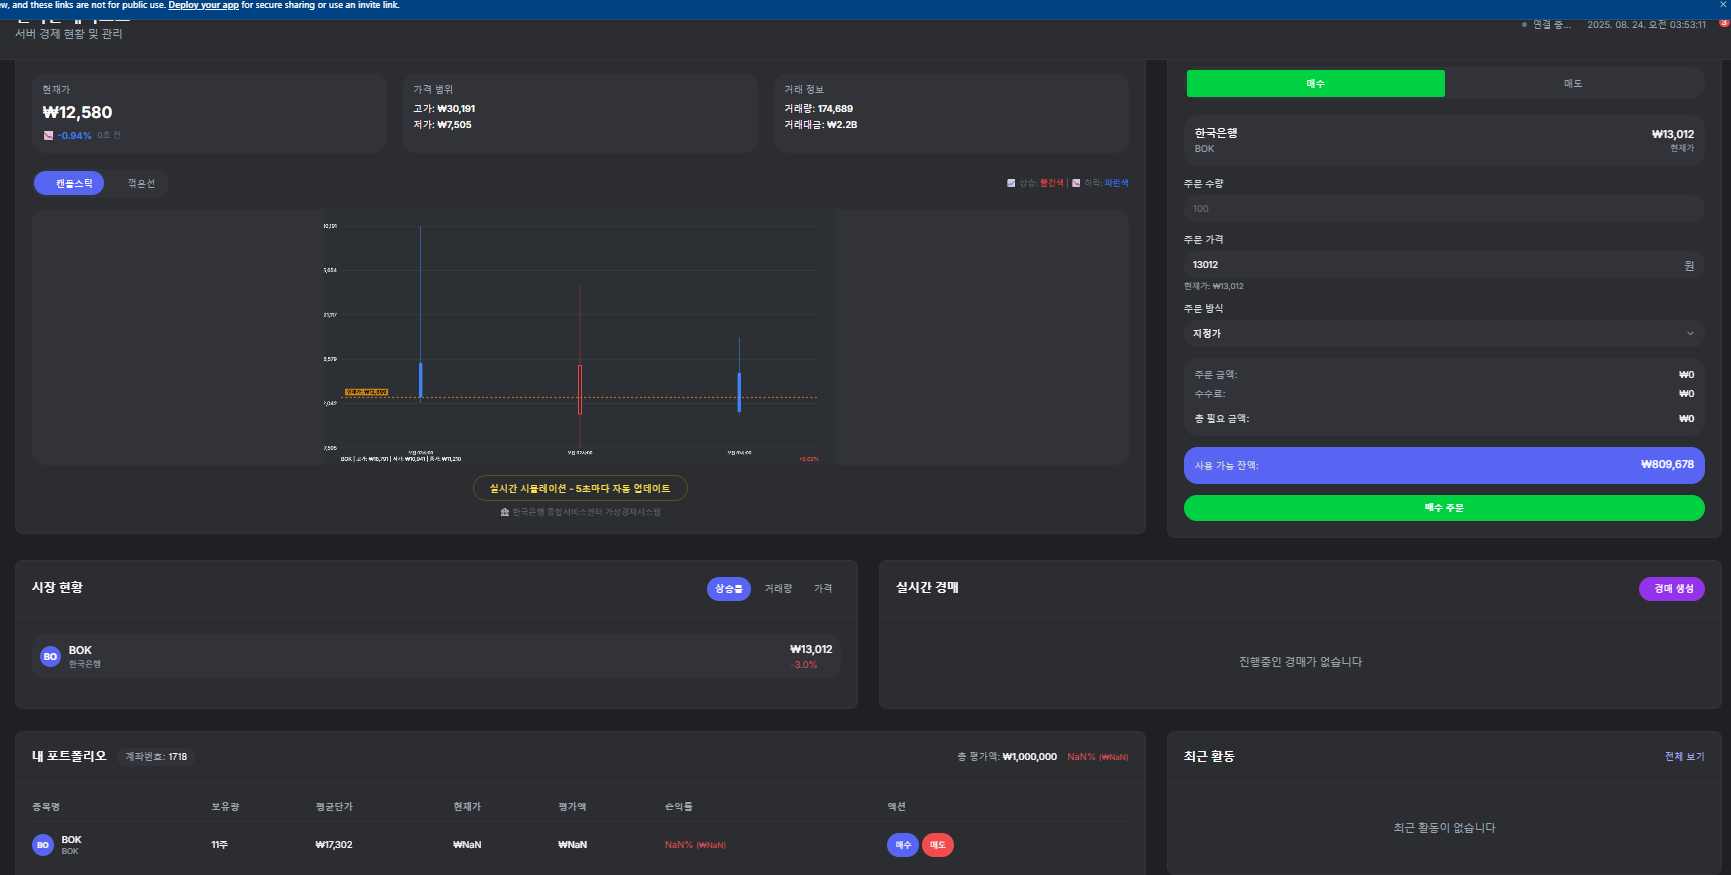 ew, and these links are not for public use. Deploy your app for secure sharing or use an invite link.
서버 경제 현황 및 관리
연결 중...
2025. 08. 24. 오전 03:53:11
3
현재가
₩12,580
-0.94% 0초 전
가격 범위
고가: ₩30,191
저가: ₩7,505
거래 정보
거래량: 174,689
거래대금: ₩2.2B
캔들스틱
꺾은선
상승: 빨간색 | 하락: 파란색
BOK | 고가: ₩18,791 | 저가: ₩10,941 | 종가: ₩11,210
실시간 시뮬레이션 - 5초마다 자동 업데이트
한국은행 종합서비스센터 가상경제시스템
매수
매도
한국은행
BOK
₩13,012
현재가
주문 수량
100
주문 가격
13012
원
현재가: ₩13,012
주문 방식
지정가
주문 금액:
₩0
수수료:
₩0
총 필요 금액:
₩0
사용 가능 잔액:
₩809,678
매수 주문
시장 현황
상승률
거래량
가격
BO
BOK
한국은행
₩13,012
-3.0%
실시간 경매
경매 생성
진행중인 경매가 없습니다
내 포트폴리오
계좌번호: 1718
총 평가액: ₩1,000,000
NaN% (₩NaN)
종목명
보유량
평균단가
현재가
평가액
손익률
액션
BO
BOK
BOK
11주
₩17,302
₩NaN
₩NaN
NaN% (₩NaN)
매수
매도
최근 활동
전체 보기
최근 활동이 없습니다